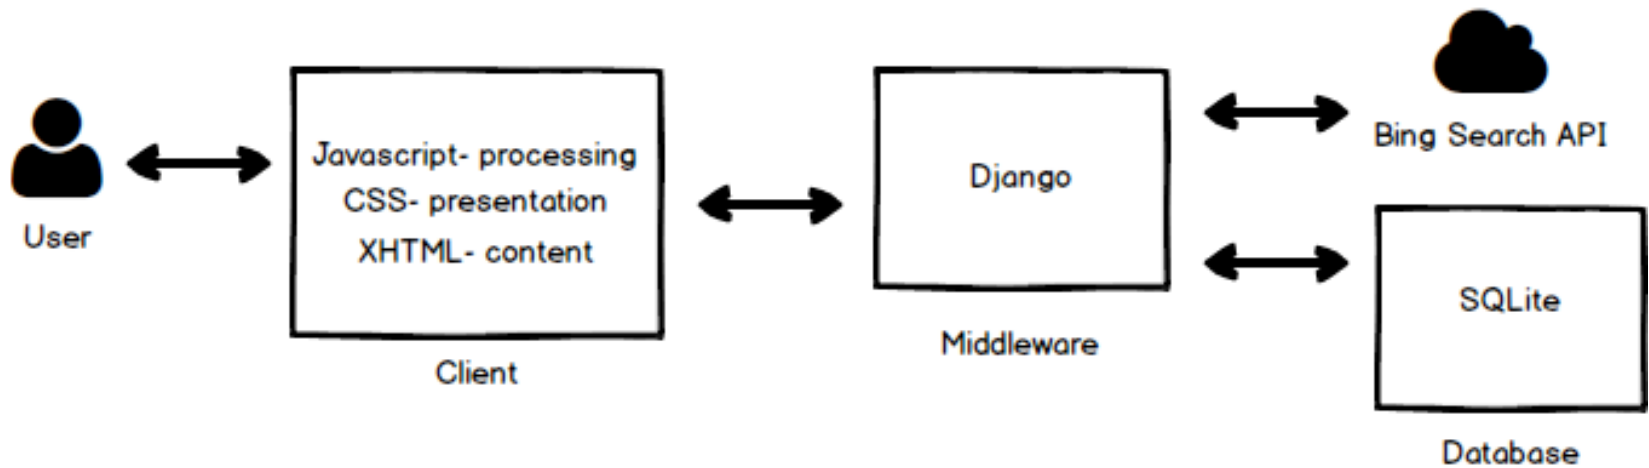 User
Javascript- processing
CSS- presentation
XHTML- content
Client
Django
Middleware
Bing Search API
SQLite
Database